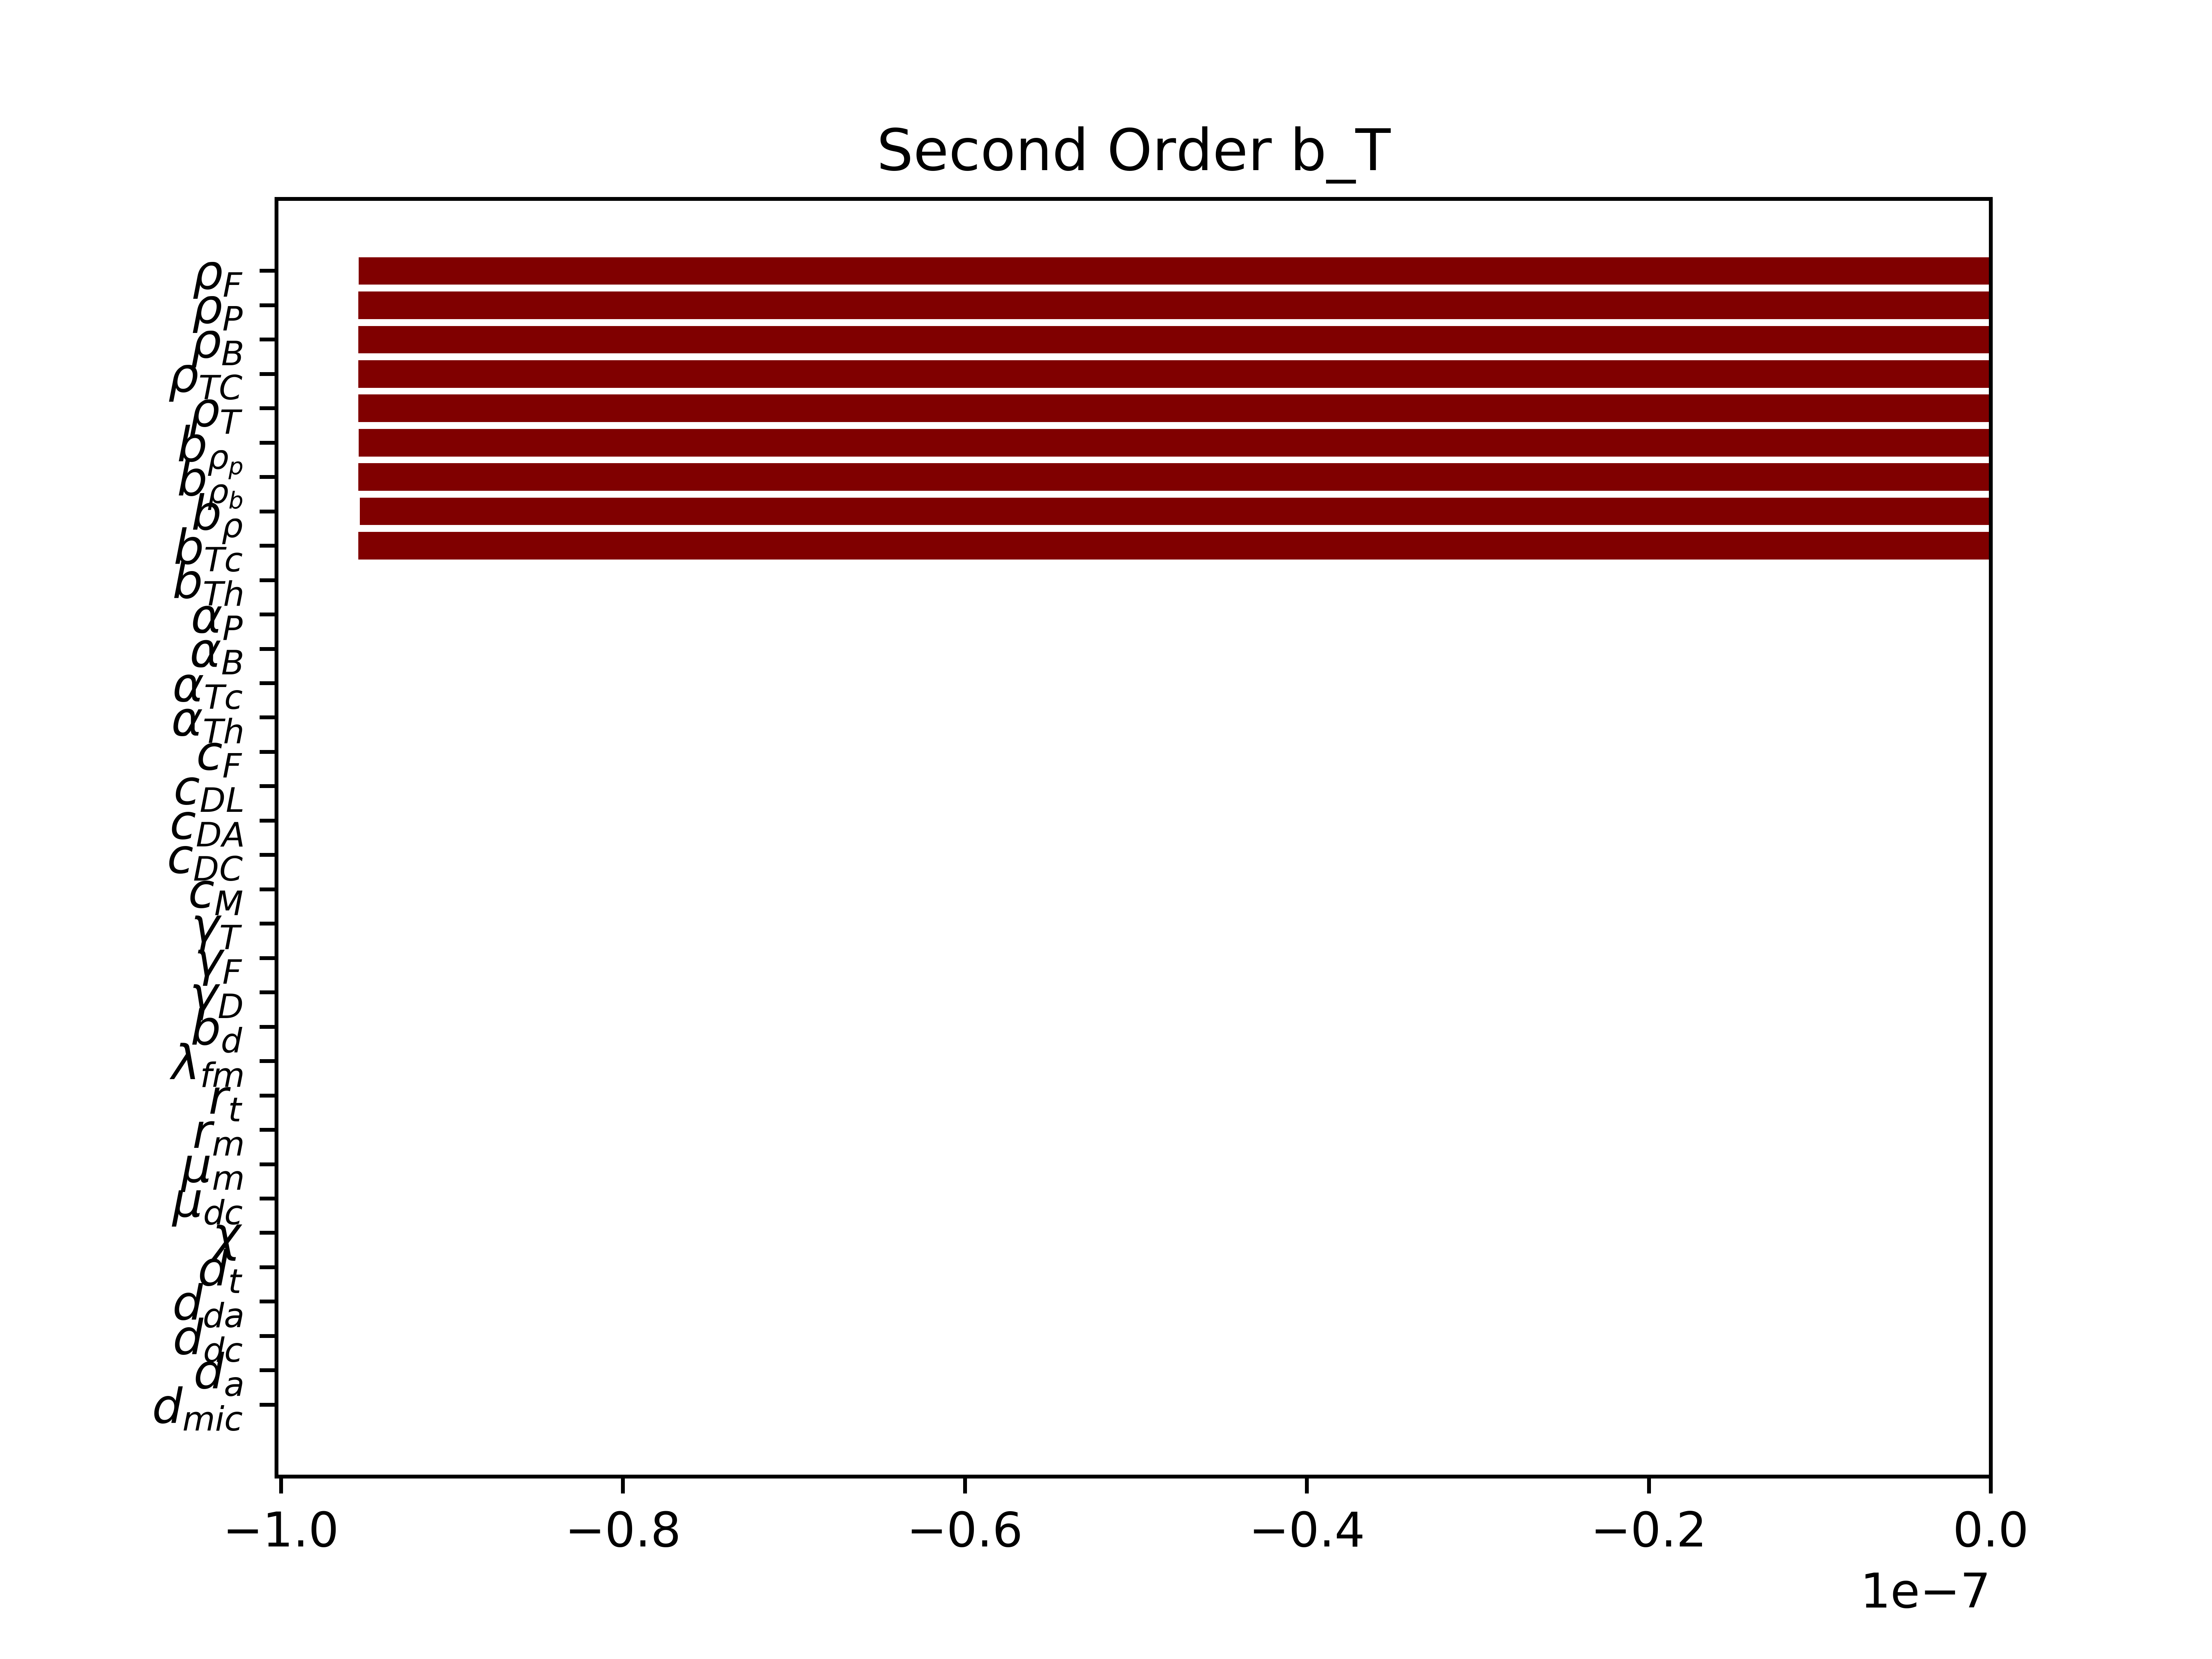 Second Order b_T
ρ_F
ρ_P
ρ_B
ρ_TC
ρ_T
b_ρ_p
b_ρ_b
b_ρ
b_Tc
b_Th
α_P
α_B
α_Tc
α_Th
c_F
c_DL
c_DA
c_DC
c_M
γ_T
γ_F
γ_D
b_d
λ_fm
r_t
r_m
μ_m
μ_dc
χ
d_t
d_da
d_dc
d_a
d_mic
−1.0 −0.8 −0.6 −0.4 −0.2 0.0
1e−7